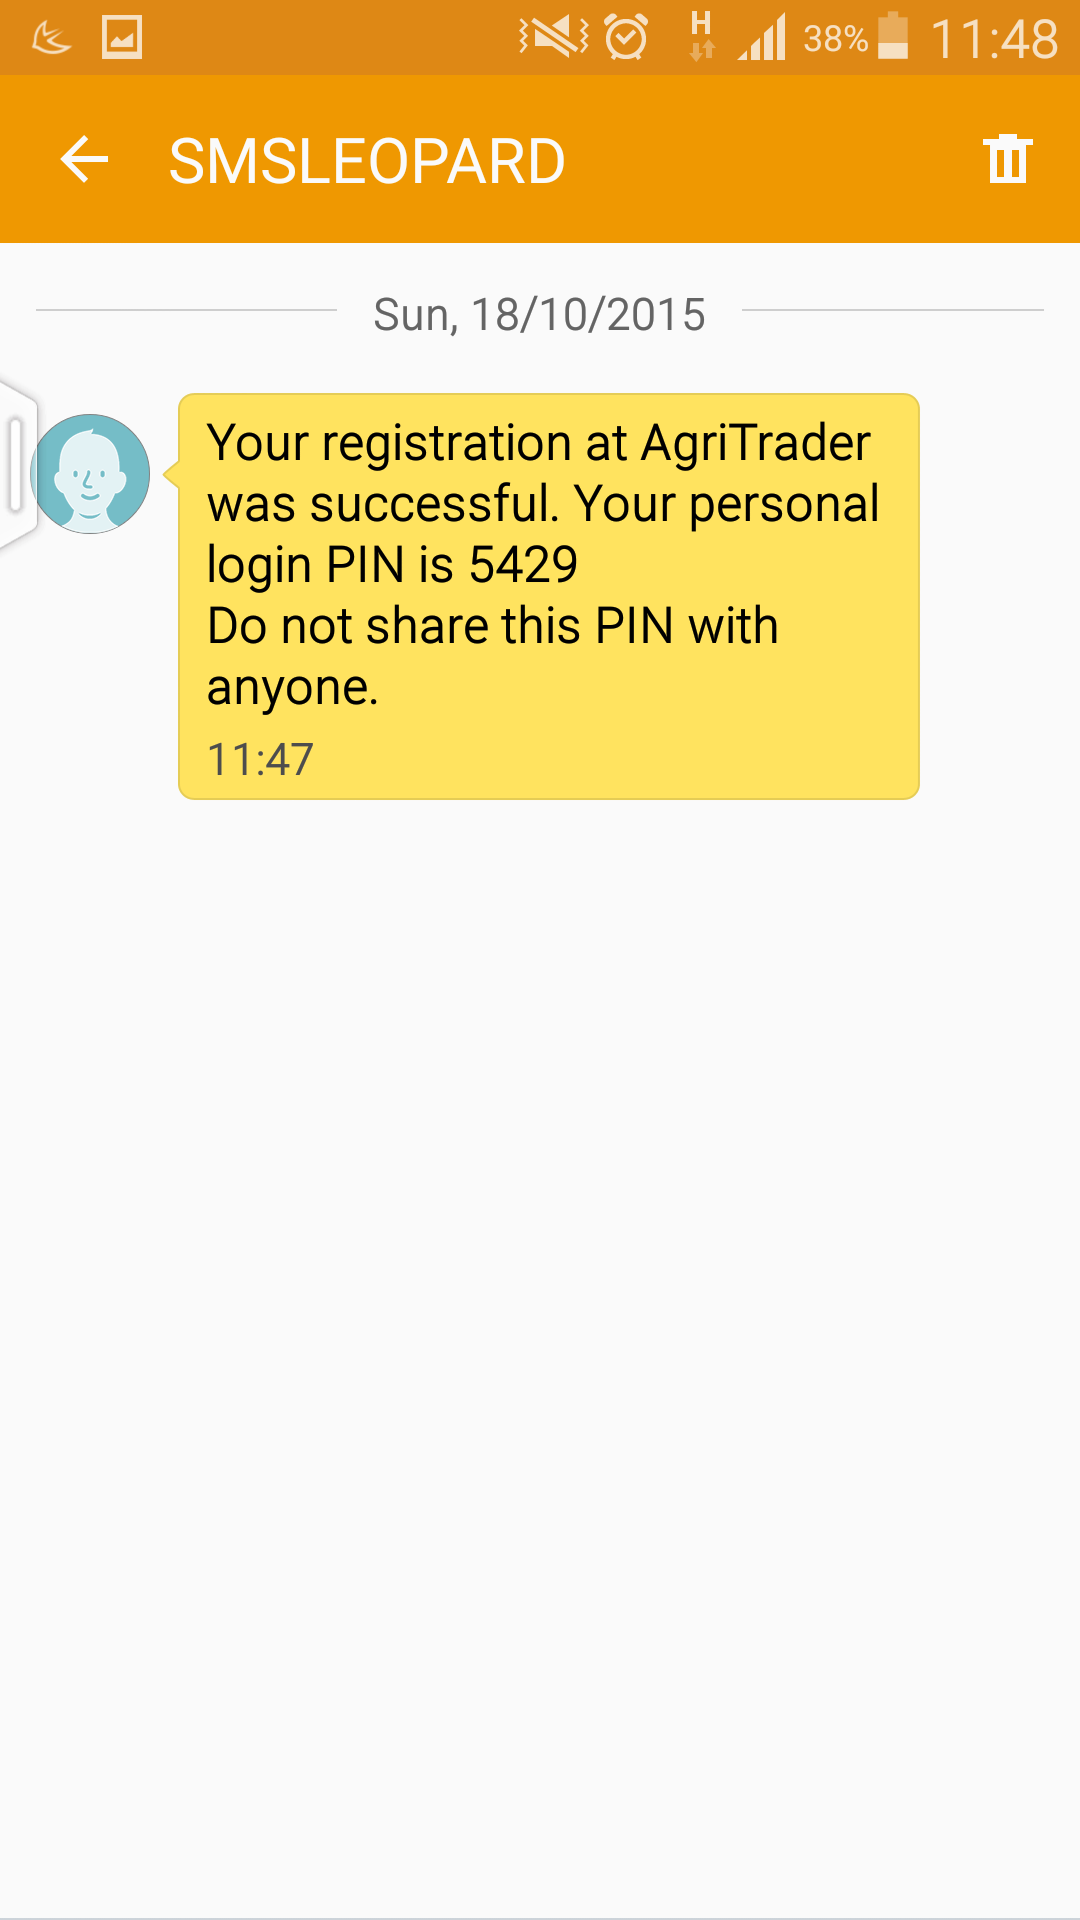 H
38%
11:48
SMSLEOPARD
Sun, 18/10/2015
Your registration at AgriTrader
was successful. Your personal
login PIN is 5429
Do not share this PIN with
anyone.
11:47